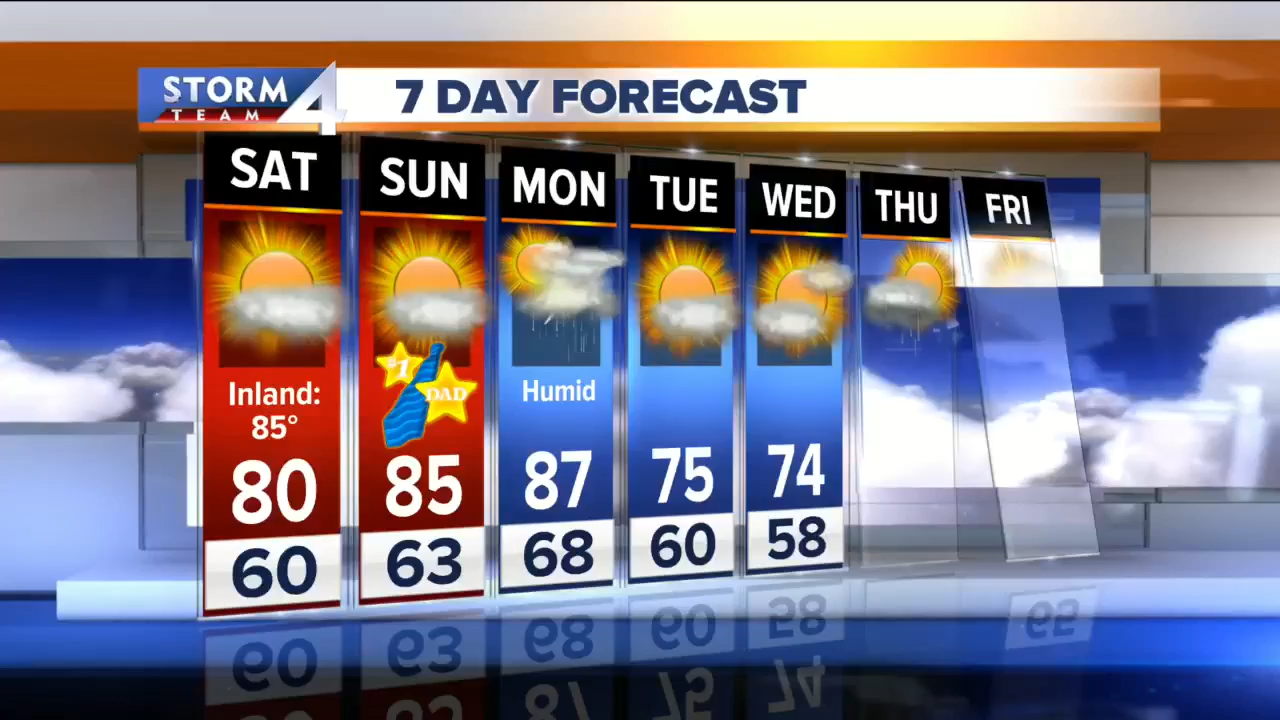 STORM
TEAM 4
7 DAY FORECAST
SAT SUN MON TUE WED THU FRI
#1
DAD
Inland:
85°
Humid
80 85 87 75 74
60 63 68 60 58